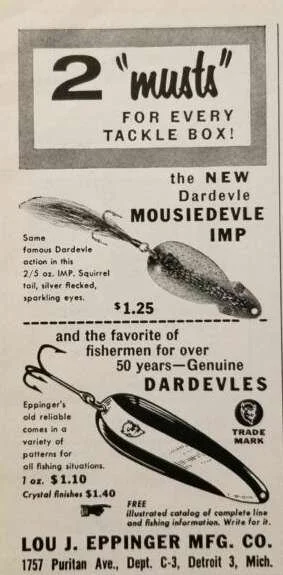 2 "musts"
FOR EVERY
TACKLE BOX!
the NEW
Dardevle
MOUSIEDEVLE
IMP
Same
famous Dardevle
action in this
2/5 oz. IMP. Squirrel
tail, silver flecked,
sparkling eyes.
$1.25
and the favorite of
fishermen for over
50 years—Genuine
DARDEVLES
Eppinger's
old reliable
comes in a
variety of
patterns for
all fishing situations.
1 oz. $1.10
Crystal finishes $1.40
TRADE
MARK
FREE
illustrated catalog of complete line
and fishing information. Write for it.
LOU J. EPPINGER MFG. CO.
1757 Puritan Ave., Dept. C-3, Detroit 3, Mich.